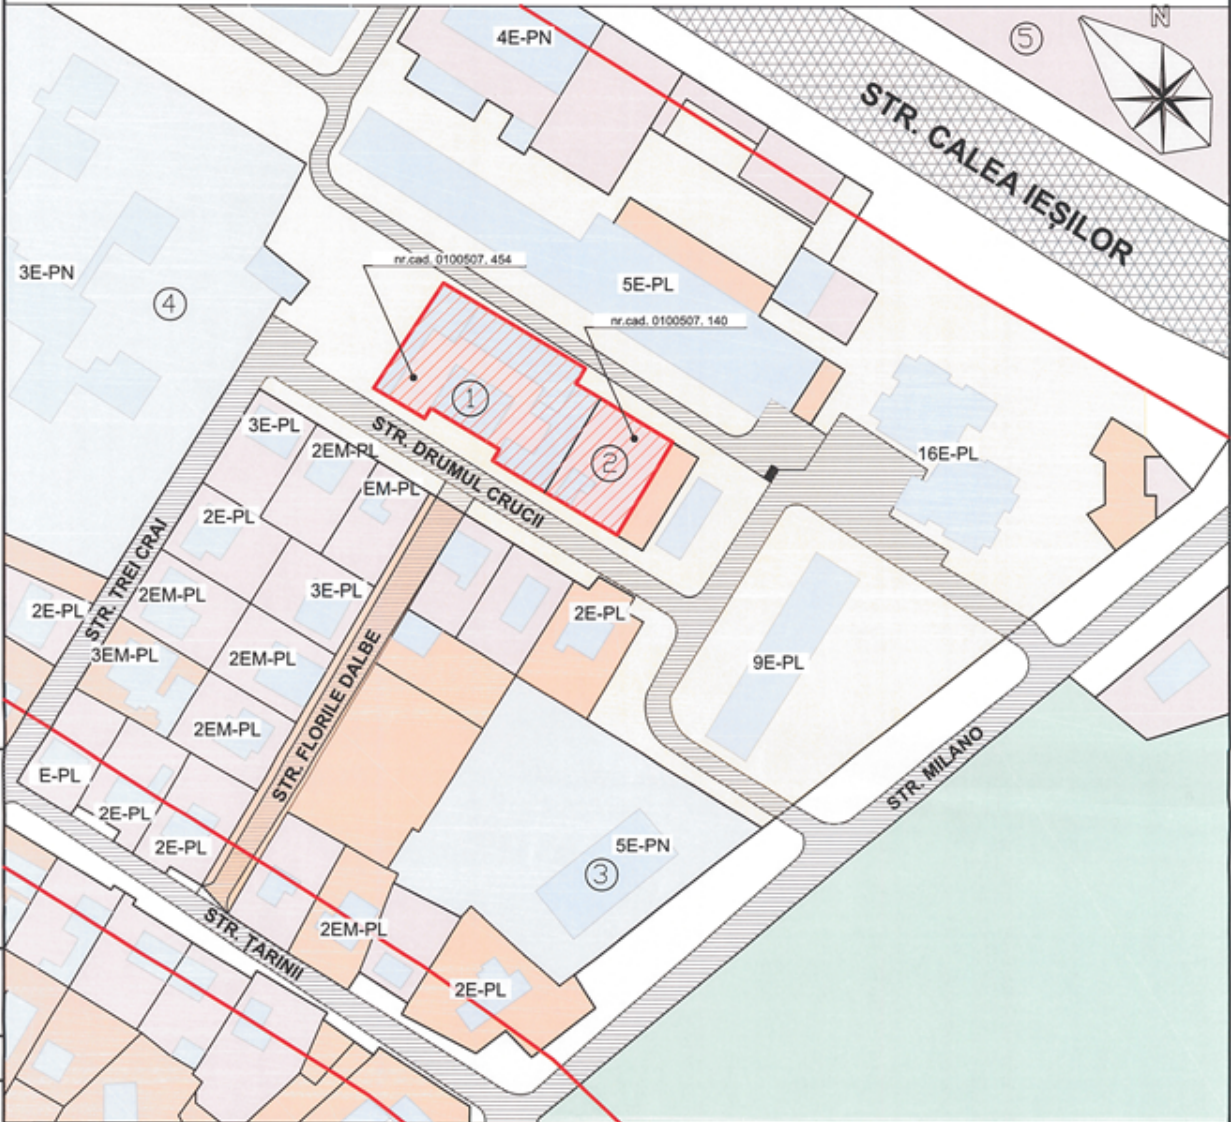 4E-PN
5
N
STR. CALEA IEȘILOR
3E-PN
4
nr.cad. 0100507. 454
5E-PL
nr.cad. 0100507. 140
1
2
STR. DRUMUL CRUCII
3E-PL
2EM-PL
EM-PL
16E-PL
2E-PL
STR. TREI CRAI
2EM-PL
3E-PL
2E-PL
2E-PL
3EM-PL
2EM-PL
9E-PL
STR. FLORILE DALBE
2EM-PL
E-PL
STR. MILANO
2E-PL
2E-PL
5E-PN
3
STR. TARINII
2EM-PL
2E-PL